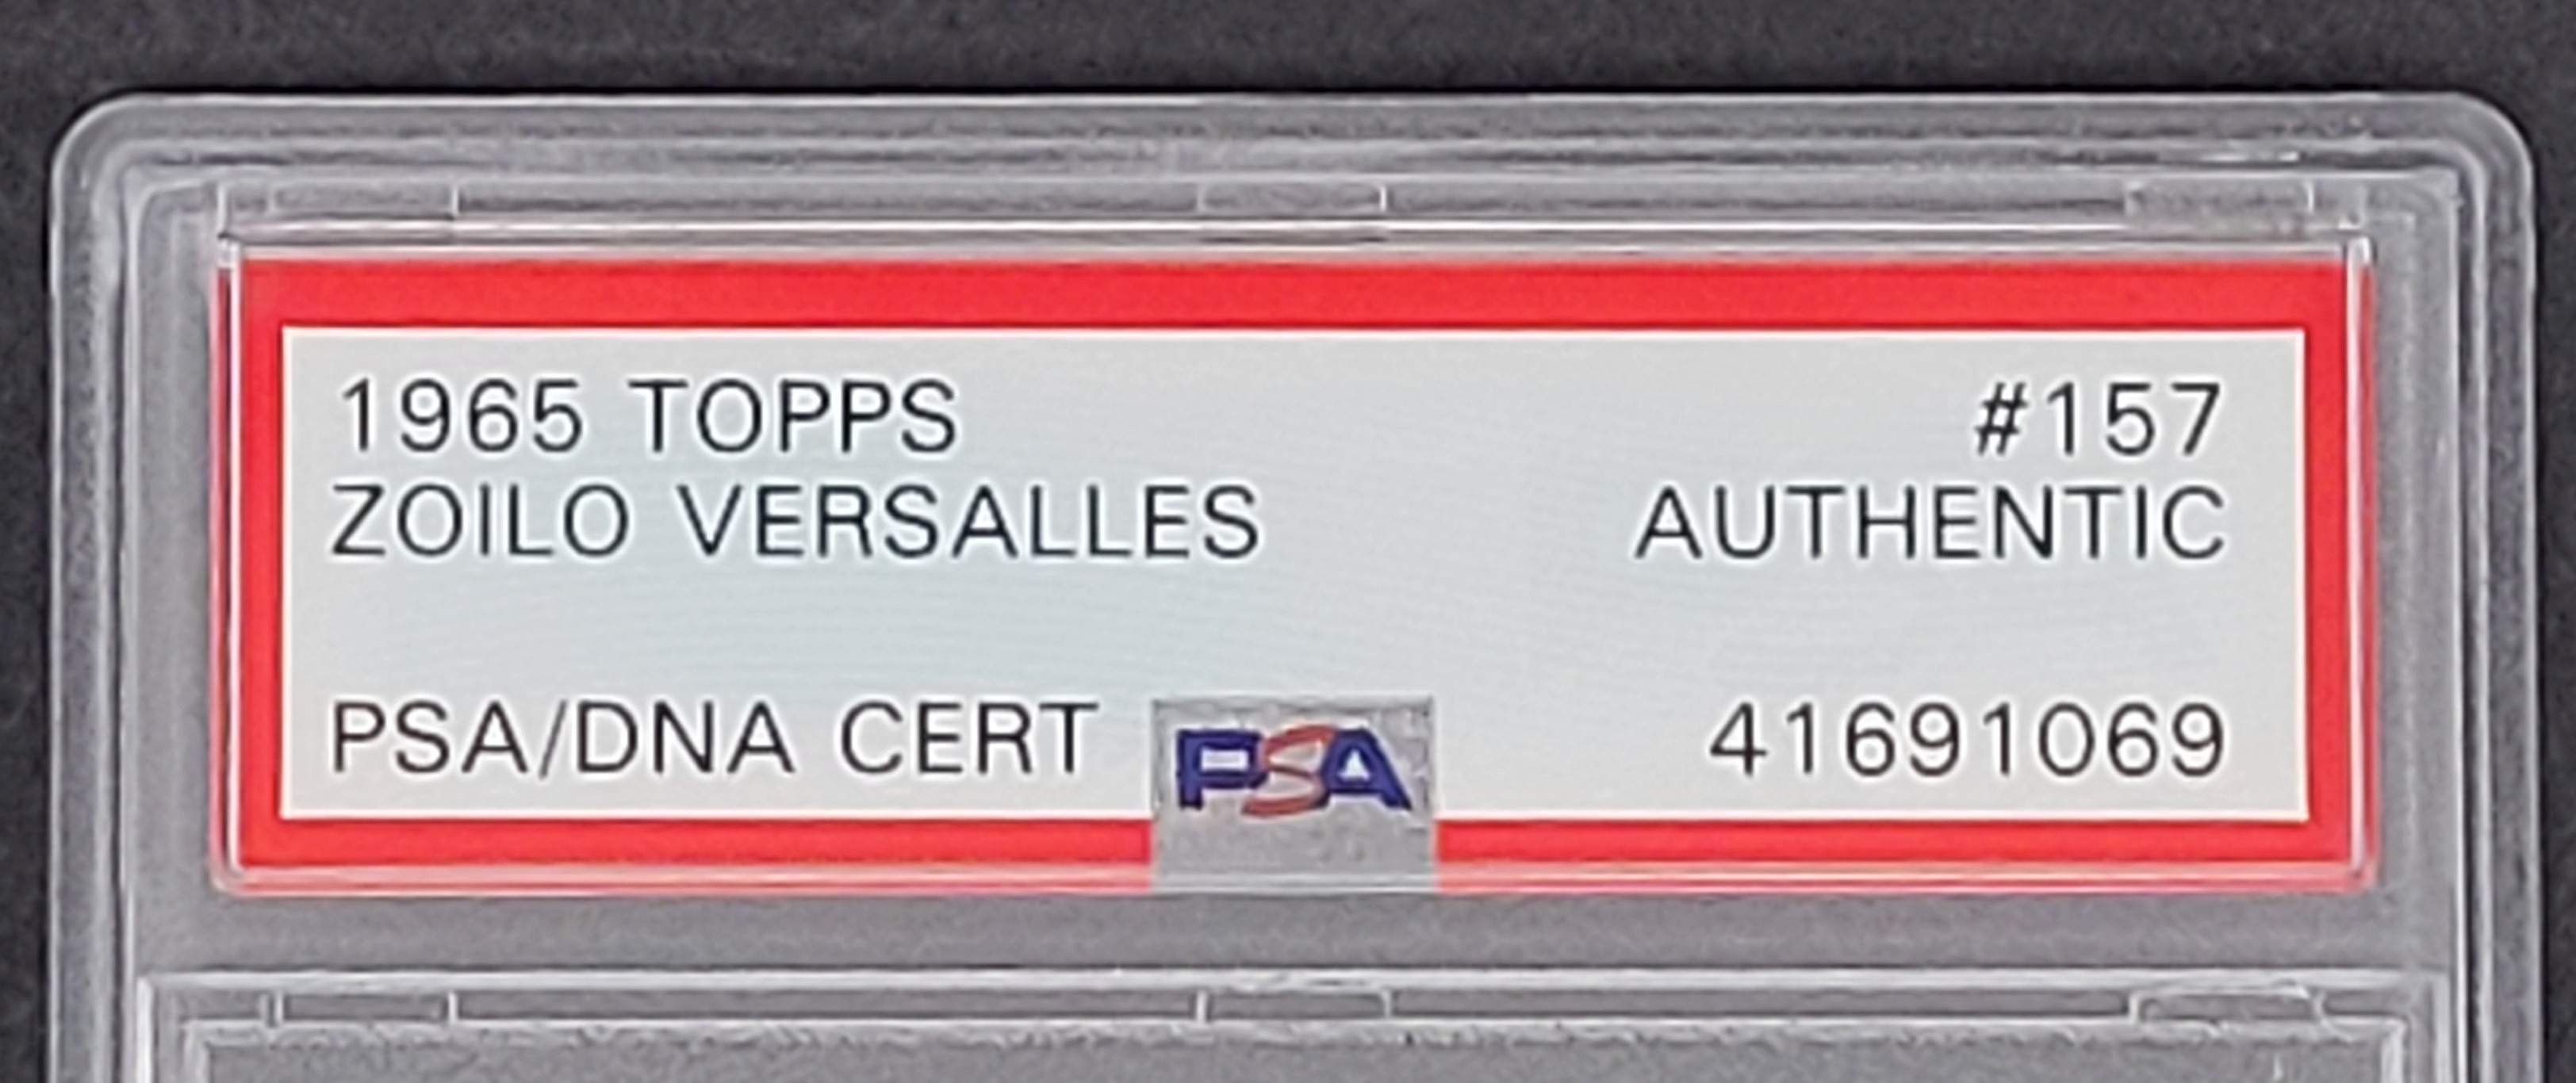 1965 TOPPS #157
ZOILO VERSALLES AUTHENTIC
PSA/DNA CERT PSA 41691069